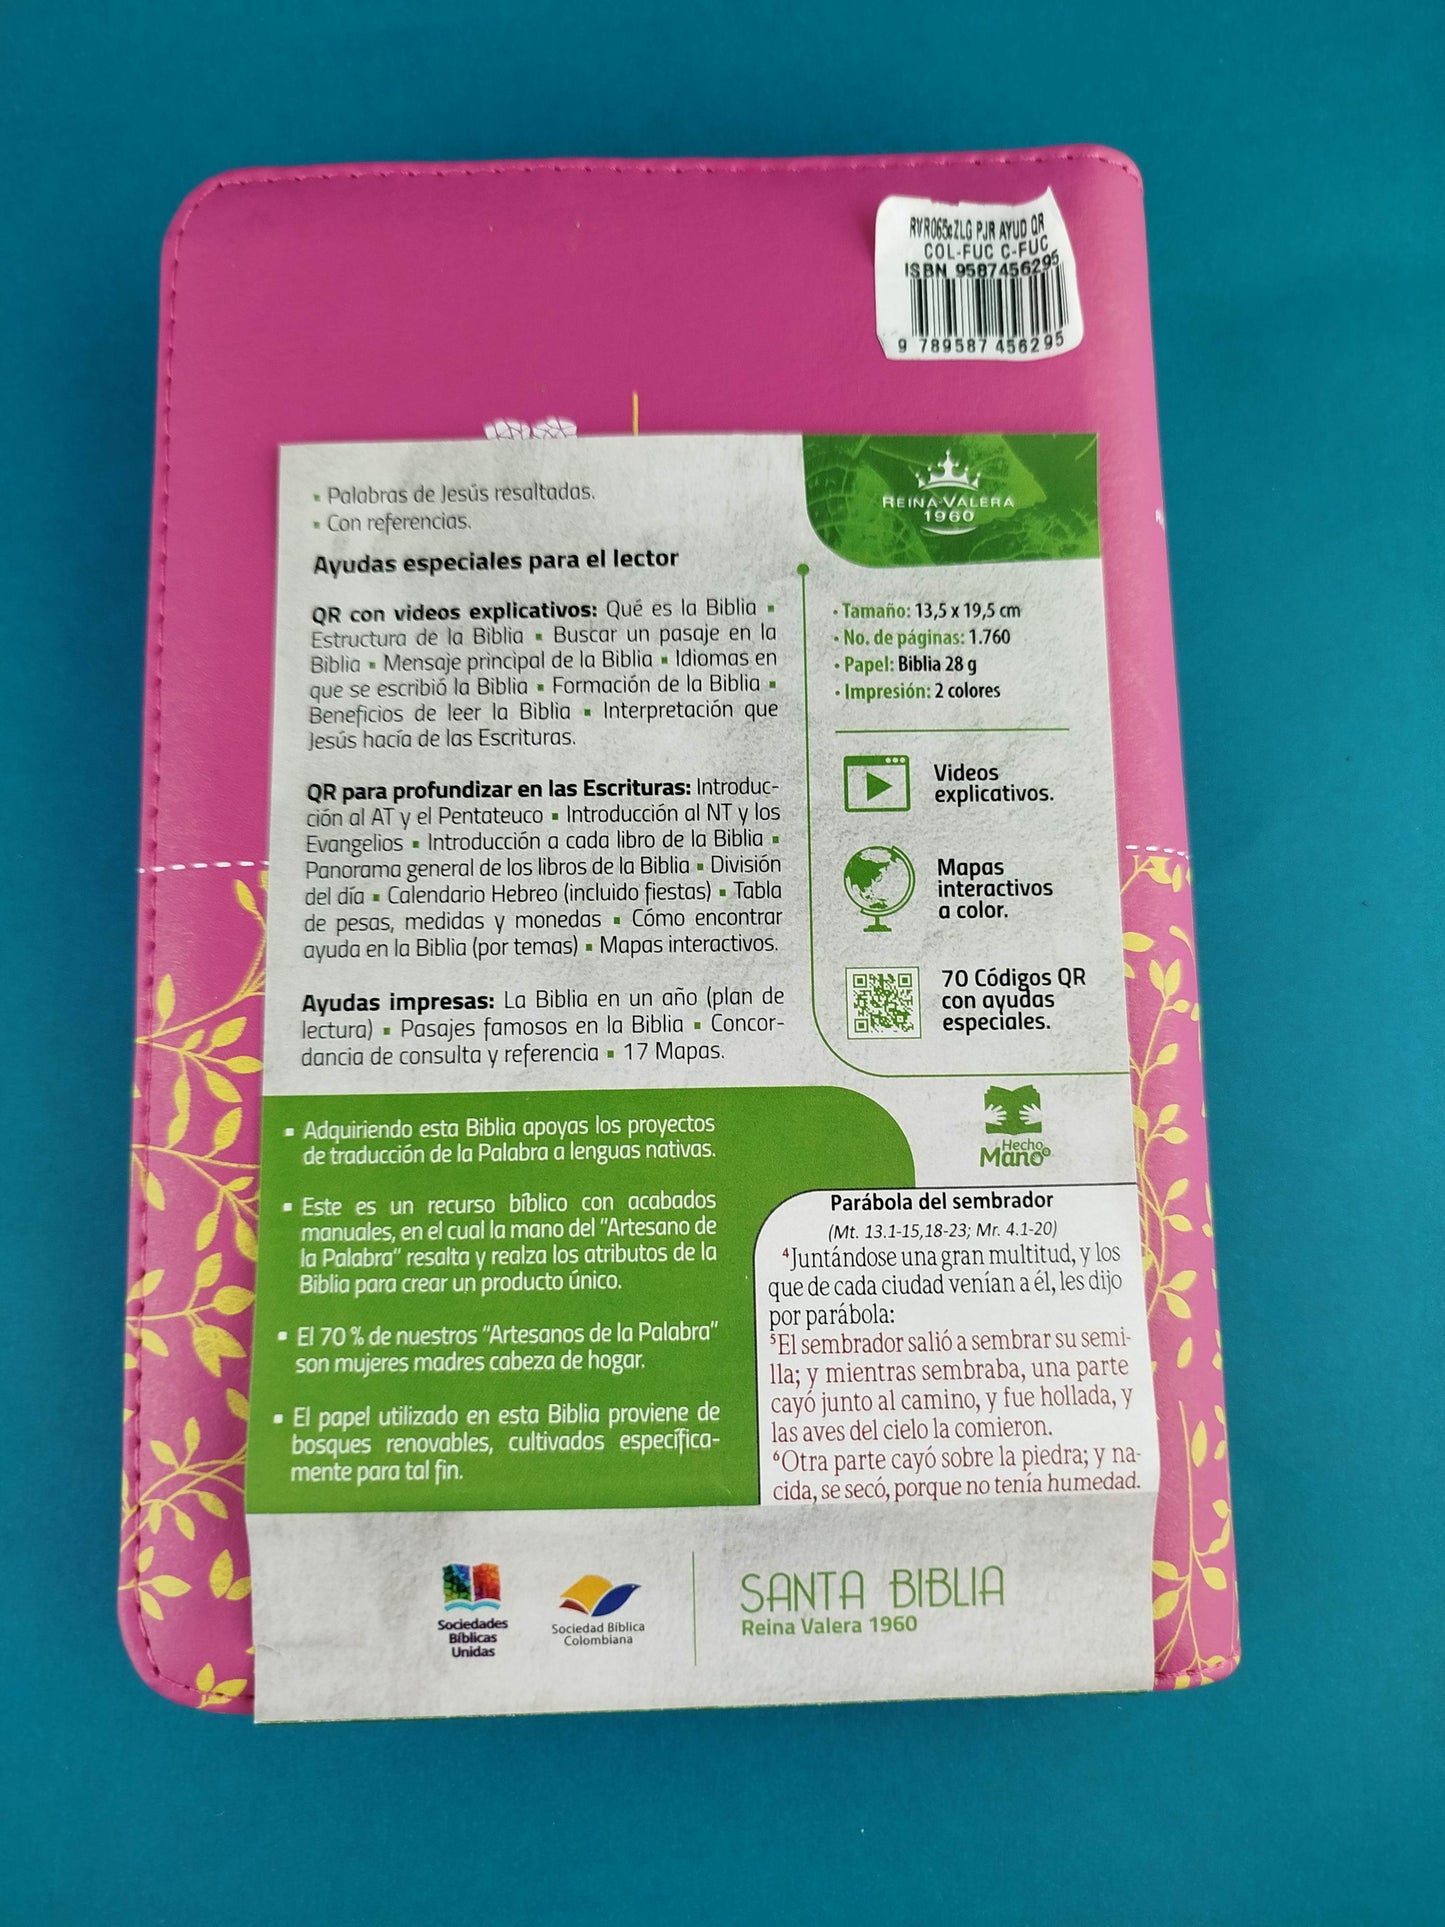 RVR065cZLG PJR AYUD QR
COL-FUC C-FUC
ISBN 9587456295
9 789587 456295
▪ Palabras de Jesús resaltadas.
▪ Con referencias.
Ayudas especiales para el lector
QR con videos explicativos: Qué es la Biblia ▪
Estructura de la Biblia ▪ Buscar un pasaje en la
Biblia ▪ Mensaje principal de la Biblia ▪ Idiomas en
que se escribió la Biblia ▪ Formación de la Biblia ▪
Beneficios de leer la Biblia ▪ Interpretación que
Jesús hacía de las Escrituras.
QR para profundizar en las Escrituras: Introduc-
ción al AT y el Pentateuco ▪ Introducción al NT y los
Evangelios ▪ Introducción a cada libro de la Biblia ▪
Panorama general de los libros de la Biblia ▪ División
del día ▪ Calendario Hebreo (incluido fiestas) ▪ Tabla
de pesas, medidas y monedas ▪ Cómo encontrar
ayuda en la Biblia (por temas) ▪ Mapas interactivos.
Ayudas impresas: La Biblia en un año (plan de
lectura) ▪ Pasajes famosos en la Biblia ▪ Concor-
dancia de consulta y referencia ▪ 17 Mapas.
REINA-VALERA
1960
• Tamaño: 13,5 x 19,5 cm
• No. de páginas: 1.760
• Papel: Biblia 28 g
• Impresión: 2 colores
Videos
explicativos.
Mapas
interactivos
a color.
70 Códigos QR
con ayudas
especiales.
Hecho
Mano
▪ Adquiriendo esta Biblia apoyas los proyectos
de traducción de la Palabra a lenguas nativas.
▪ Este es un recurso bíblico con acabados
manuales, en el cual la mano del "Artesano de
la Palabra" resalta y realza los atributos de la
Biblia para crear un producto único.
▪ El 70 % de nuestros "Artesanos de la Palabra"
son mujeres madres cabeza de hogar.
▪ El papel utilizado en esta Biblia proviene de
bosques renovables, cultivados específica-
mente para tal fin.
Parábola del sembrador
(Mt. 13.1-15,18-23; Mr. 4.1-20)
4Juntándose una gran multitud, y los
que de cada ciudad venían a él, les dijo
por parábola:
5El sembrador salió a sembrar su semi-
lla; y mientras sembraba, una parte
cayó junto al camino, y fue hollada, y
las aves del cielo la comieron.
6Otra parte cayó sobre la piedra; y na-
cida, se secó, porque no tenía humedad.
Sociedades
Bíblicas
Unidas
Sociedad Bíblica
Colombiana
SANTA BIBLIA
Reina Valera 1960